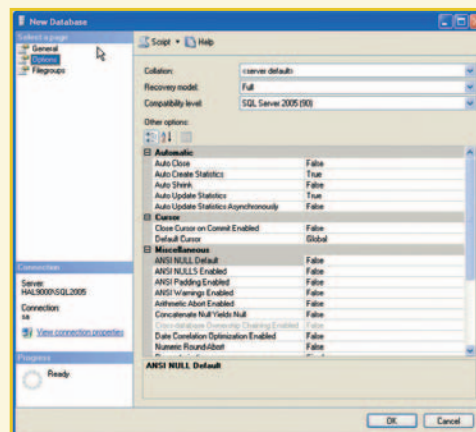 New Database
Select a page
General
Options
Filegroups
Script
Help
Collation:
<server default>
Recovery model:
Full
Compatibility level:
SQL Server 2005 (90)
Other options:
Automatic
Auto Close False
Auto Create Statistics True
Auto Shrink False
Auto Update Statistics True
Auto Update Statistics Asynchronously False
Cursor
Close Cursor on Commit Enabled False
Default Cursor Global
Miscellaneous
ANSI NULL Default False
ANSI NULLS Enabled False
ANSI Padding Enabled False
ANSI Warnings Enabled False
Arithmetic Abort Enabled False
Concatenate Null Yields Null False
Cross-database Ownership Chaining Enabled False
Date Correlation Optimization Enabled False
Numeric Round-Abort False
ANSI NULL Default
Connection
Server:
HAL9000\SQL2005
Connection:
sa
View connection properties
Progress
Ready
OK
Cancel